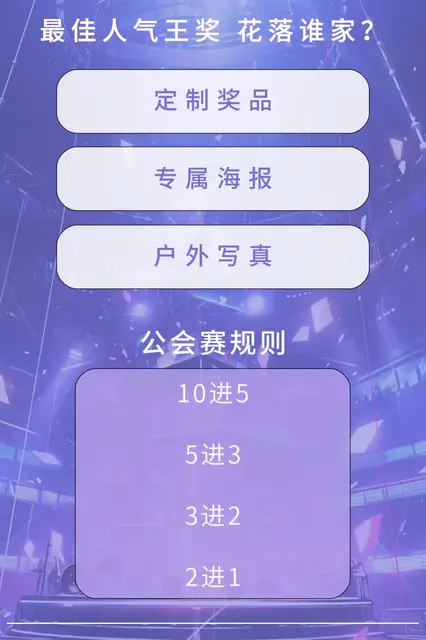 最佳人气王奖 花落谁家？
定制奖品
专属海报
户外写真
公会赛规则
10进5
5进3
3进2
2进1